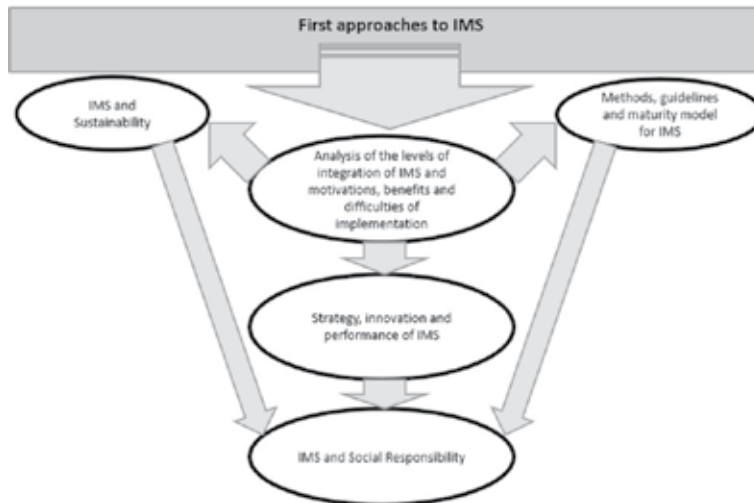 First approaches to IMS
IMS and
Sustainability
Methods, guidelines
and maturity model
for IMS
Analysis of the levels of
integration of IMS and
motivations, benefits and
difficulties of
implementation
Strategy, innovation and
performance of IMS
IMS and Social Responsibility